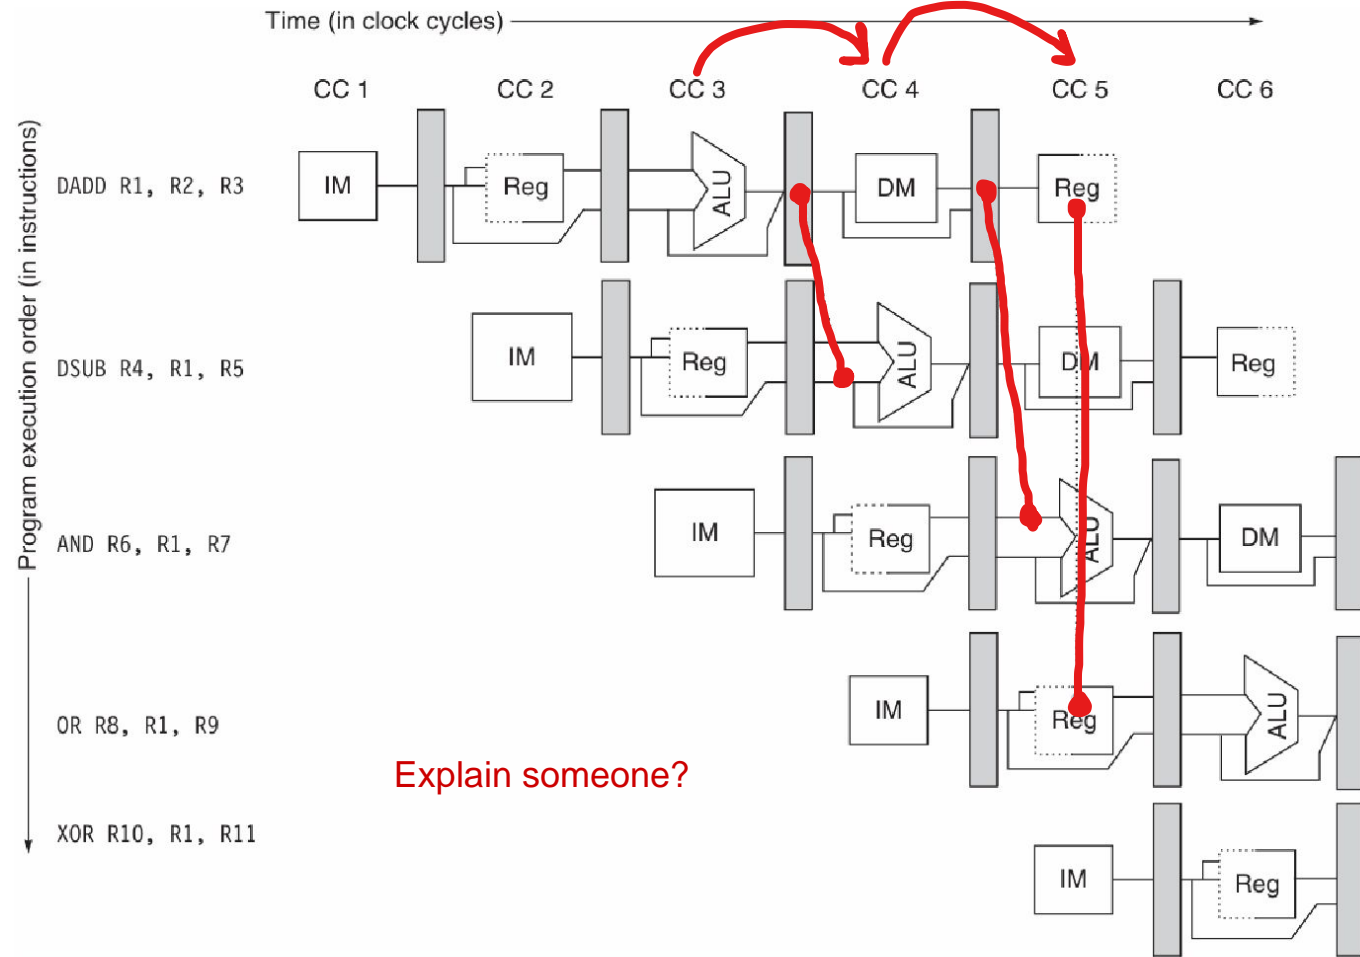 Time (in clock cycles)
CC 1 CC 2 CC 3 CC 4 CC 5 CC 6
Program execution order (in instructions)
DADD R1, R2, R3
IM Reg ALU DM Reg
DSUB R4, R1, R5
IM Reg ALU DM Reg
AND R6, R1, R7
IM Reg ALU DM
OR R8, R1, R9
IM Reg ALU
Explain someone?
XOR R10, R1, R11
IM Reg